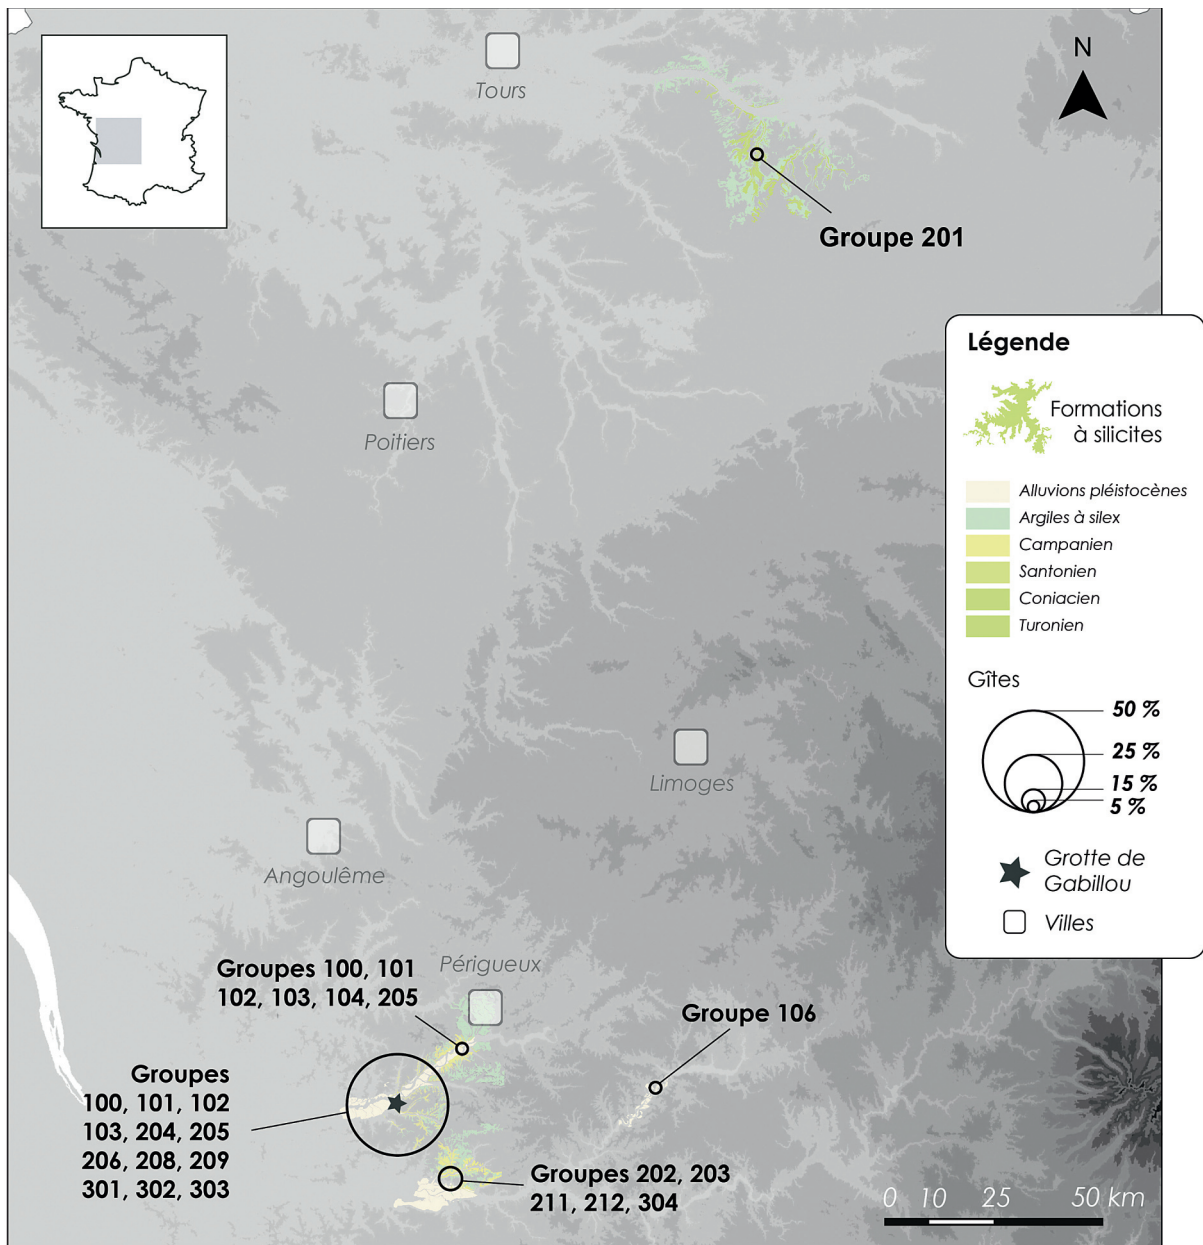 Tours
N
Groupe 201
Légende
Formations
à silicites
Alluvions pléistocènes
Argiles à silex
Campanien
Santonien
Coniacien
Turonien
Gîtes
50 %
25 %
15 %
5 %
Grotte de
Gabillou
Villes
Poitiers
Limoges
Angoulême
Périgueux
Groupes 100, 101
102, 103, 104, 205
Groupe 106
Groupes
100, 101, 102
103, 204, 205
206, 208, 209
301, 302, 303
Groupes 202, 203
211, 212, 304
0 10 25 50 km